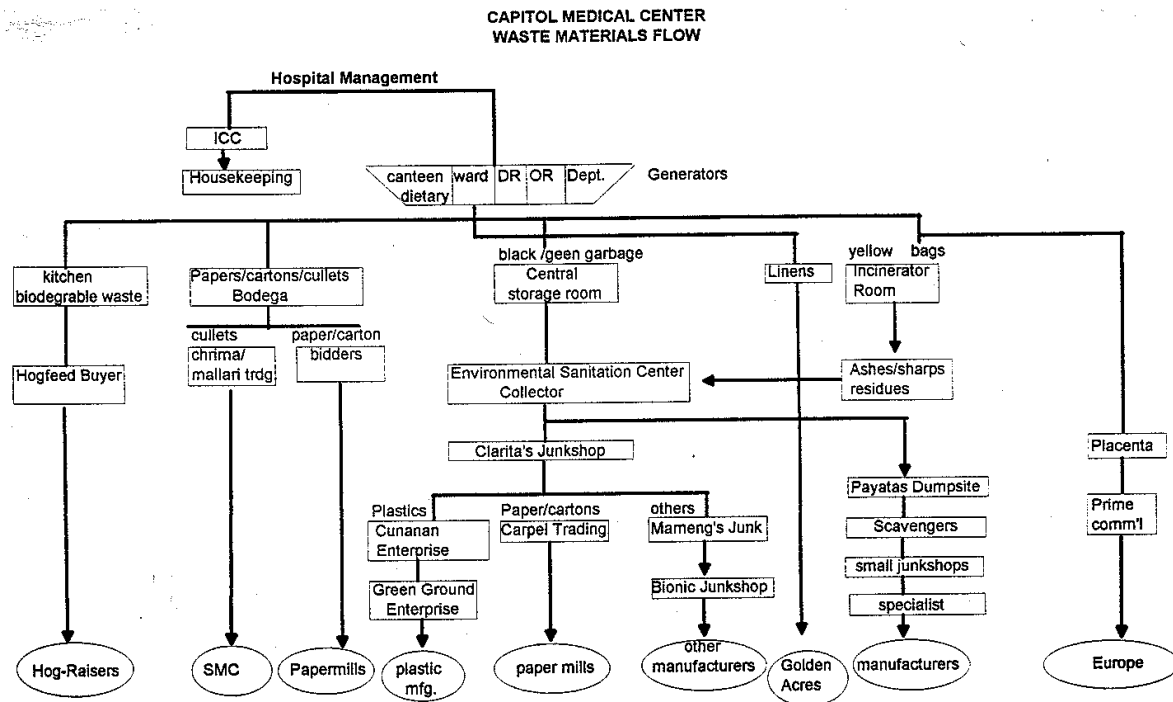 CAPITOL MEDICAL CENTER
WASTE MATERIALS FLOW
Hospital Management
ICC
Housekeeping
canteen
dietary
ward
DR
OR
Dept.
Generators
kitchen
biodegrable waste
Papers/cartons/cullets
Bodega
black /geen garbage
Central
storage room
Linens
yellow bags
Incinerator
Room
cullets
chrima/
mallari trdg
paper/carton
bidders
Hogfeed Buyer
Environmental Sanitation Center
Collector
Ashes/sharps
residues
Clarita's Junkshop
Placenta
Payatas Dumpsite
Plastics
Cunanan
Enterprise
Paper/cartons
Carpel Trading
others
Mameng's Junk
Prime
comm'l
Scavengers
Green Ground
Enterprise
Bionic Junkshop
small junkshops
specialist
Hog-Raisers
SMC
Papermills
plastic
mfg.
paper mills
other
manufacturers
Golden
Acres
manufacturers
Europe